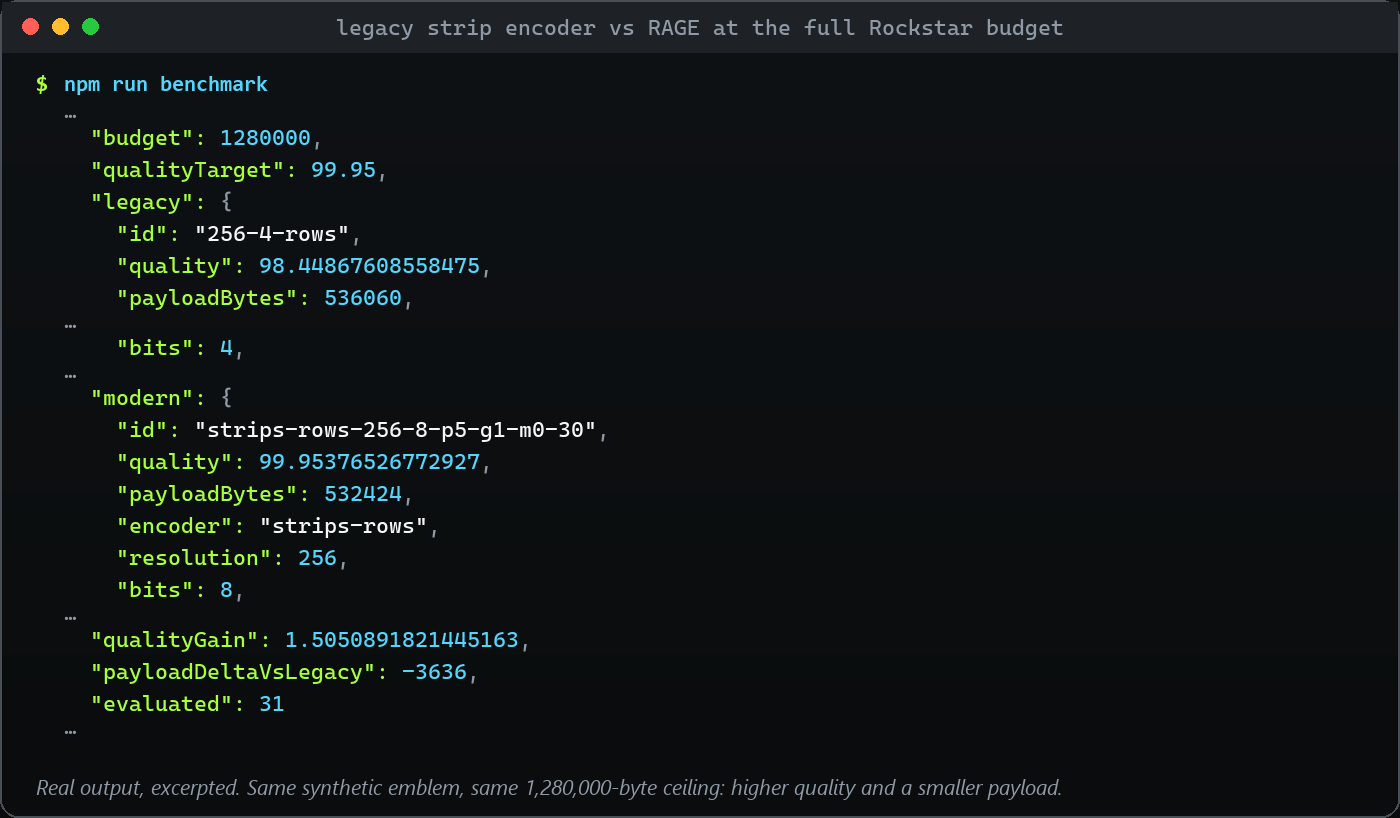 legacy strip encoder vs RAGE at the full Rockstar budget
$ npm run benchmark
…
"budget": 1280000,
"qualityTarget": 99.95,
"legacy": {
"id": "256-4-rows",
"quality": 98.44867608558475,
"payloadBytes": 536060,
…
"bits": 4,
…
"modern": {
"id": "strips-rows-256-8-p5-g1-m0-30",
"quality": 99.95376526772927,
"payloadBytes": 532424,
"encoder": "strips-rows",
"resolution": 256,
"bits": 8,
…
"qualityGain": 1.5050891821445163,
"payloadDeltaVsLegacy": -3636,
"evaluated": 31
…
Real output, excerpted. Same synthetic emblem, same 1,280,000-byte ceiling: higher quality and a smaller payload.